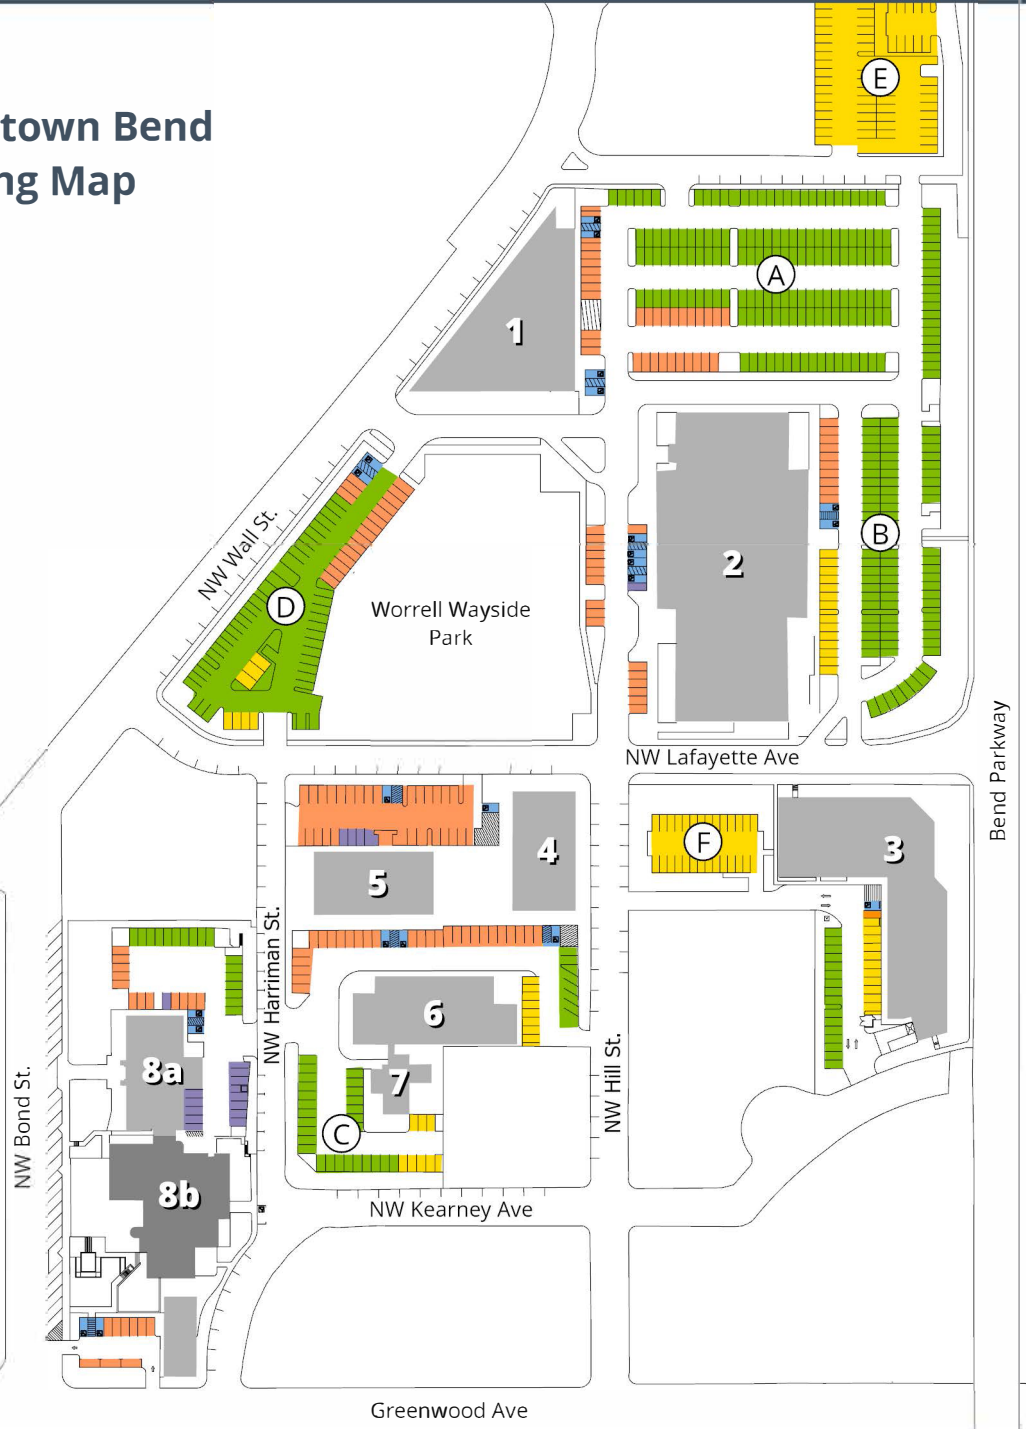 town Bend
ng Map
E
A
1
NW Wall St.
B
2
D
Worrell Wayside
Park
Bend Parkway
NW Lafayette Ave
F
3
4
5
NW Harriman St.
6
NW Hill St.
8a
7
NW Bond St.
C
8b
NW Kearney Ave
Greenwood Ave